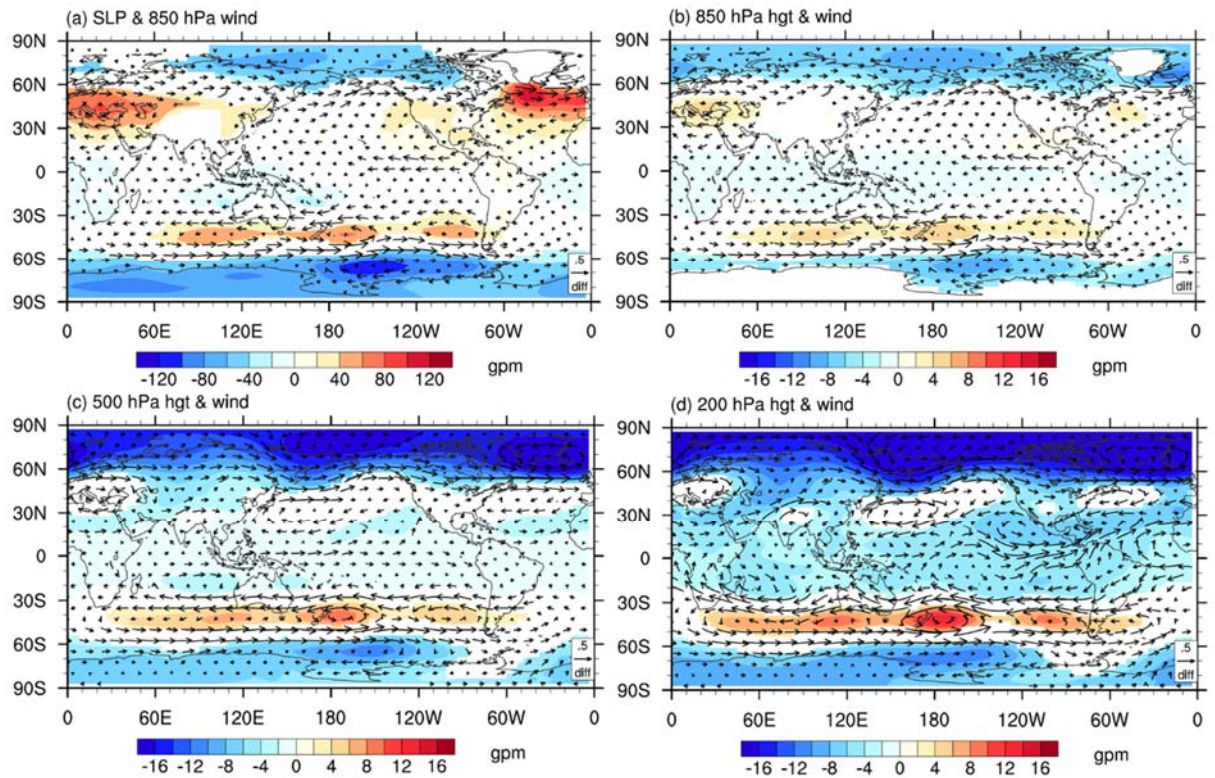 (a) SLP & 850 hPa wind
90N
60N
30N
0
30S
60S
90S
.5
diff
0 60E 120E 180 120W 60W 0
-120 -80 -40 0 40 80 120
gpm
(b) 850 hPa hgt & wind
90N
60N
30N
0
30S
60S
90S
.5
diff
0 60E 120E 180 120W 60W 0
-16 -12 -8 -4 0 4 8 12 16
gpm
(c) 500 hPa hgt & wind
90N
60N
30N
0
30S
60S
90S
.5
diff
0 60E 120E 180 120W 60W 0
-16 -12 -8 -4 0 4 8 12 16
gpm
(d) 200 hPa hgt & wind
90N
60N
30N
0
30S
60S
90S
.5
diff
0 60E 120E 180 120W 60W 0
-16 -12 -8 -4 0 4 8 12 16
gpm